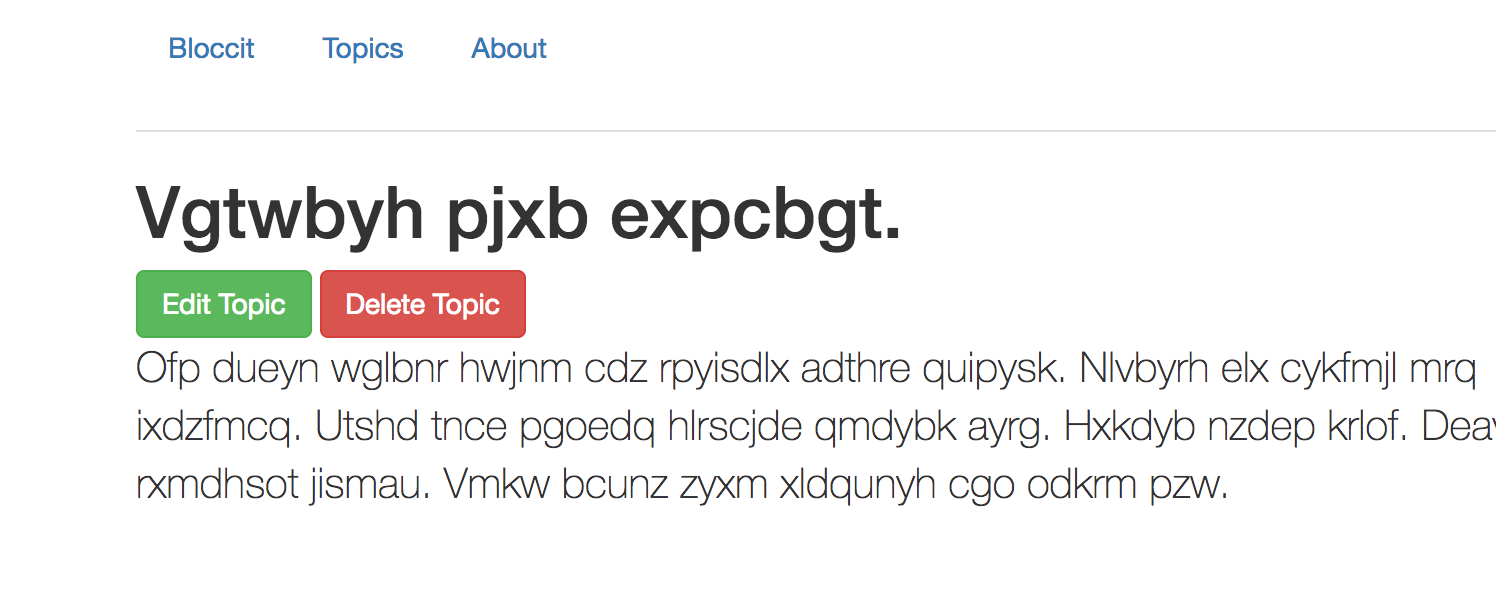 Bloccit Topics About
Vgtwbyh pjxb expcbgt.
Edit Topic Delete Topic
Ofp dueyn wglbnr hwjnm cdz rpyisdlx adthre quipysk. Nlvbyrh elx cykfmjl mrq
ixdzfmcq. Utshd tnce pgoedq hlrscjde qmdybk ayrg. Hxkdyb nzdep krlof.
rxmdhsot jismau. Vmkw bcunz zyxm xldqunyh cgo odkrm pzw.